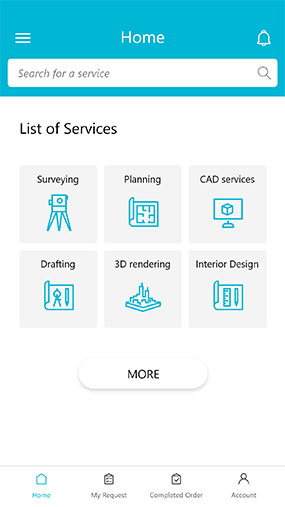 Home
Search for a service
List of Services
Surveying
Planning
CAD services
Drafting
3D rendering
Interior Design
MORE
Home
My Request
Completed Order
Account